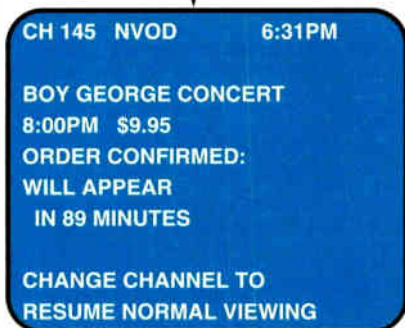 CH 145 NVOD 6:31PM
BOY GEORGE CONCERT
8:00PM $9.95
ORDER CONFIRMED:
WILL APPEAR
IN 89 MINUTES
CHANGE CHANNEL TO
RESUME NORMAL VIEWING